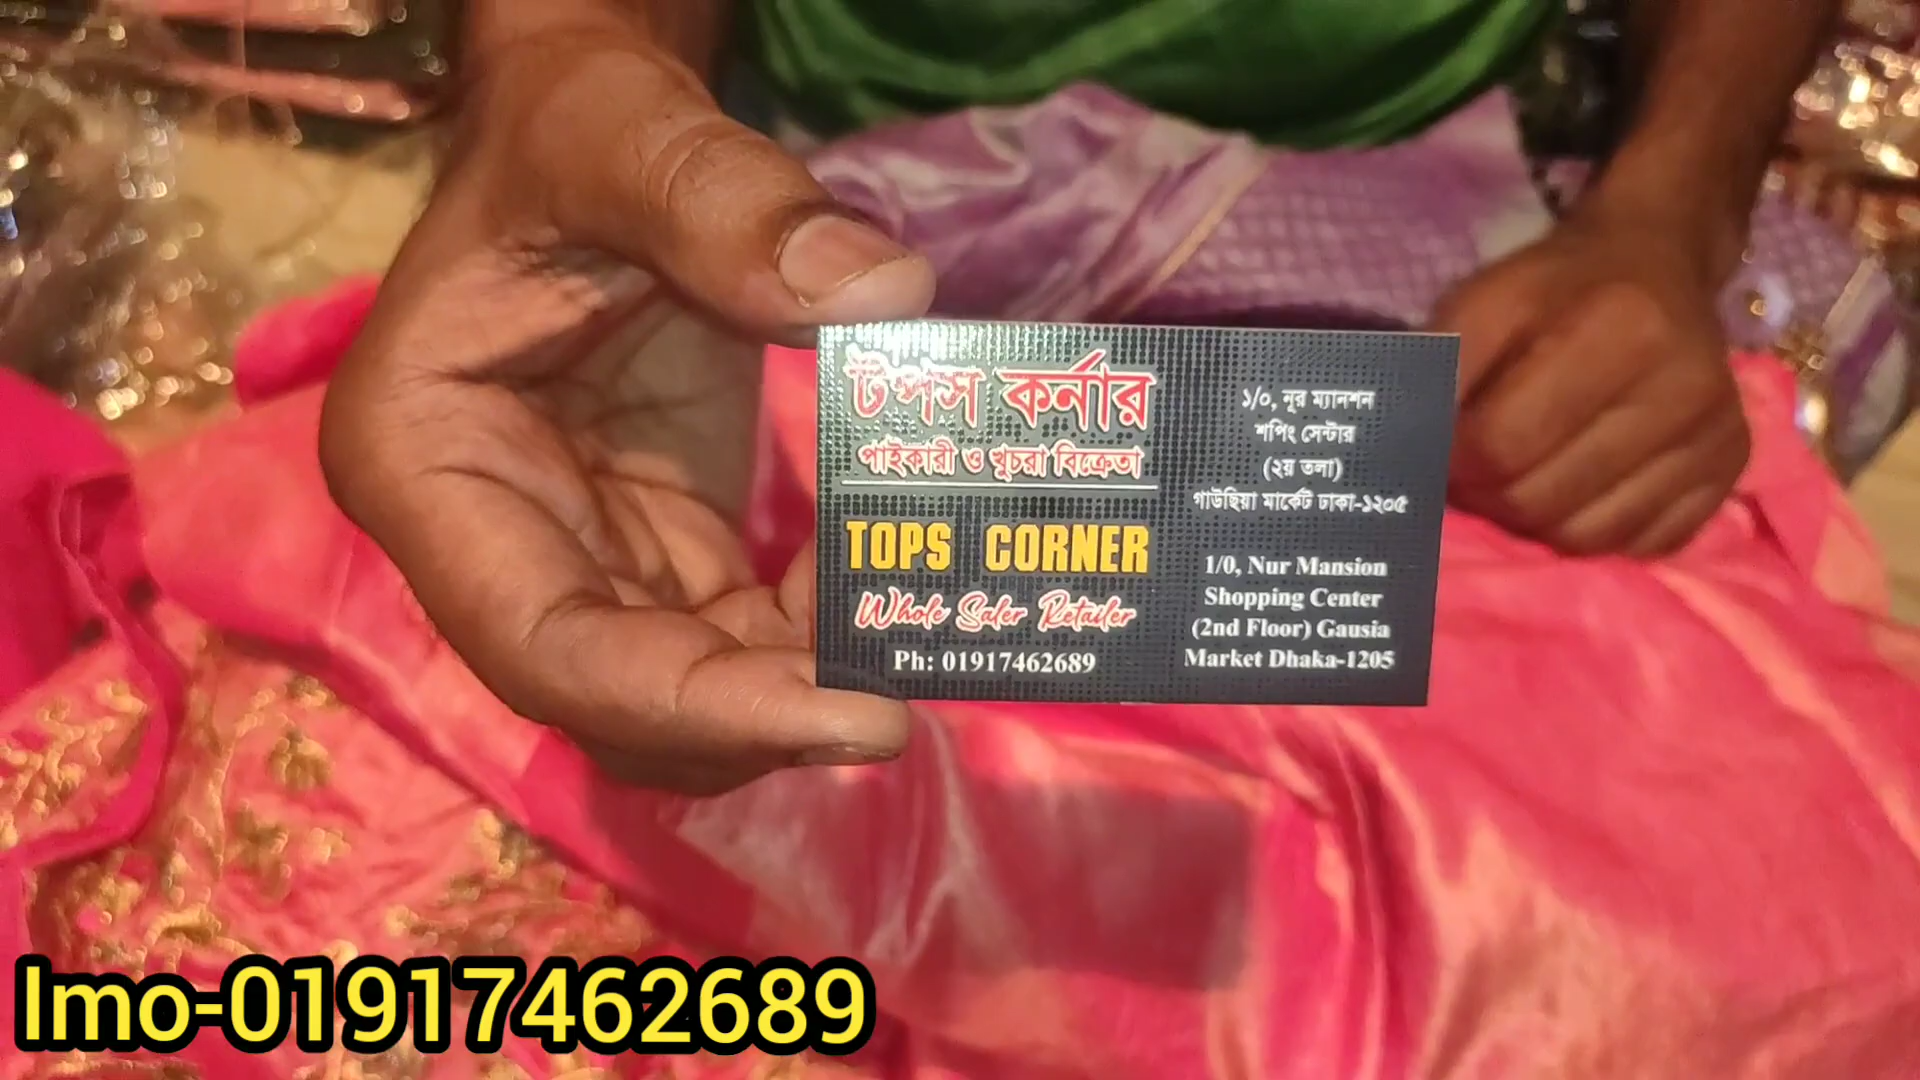 টপস কর্নার
পাইকারী ও খুচরা বিক্রেতা
TOPS CORNER
Whole Saler Retailer
Ph: 01917462689
১/০, নূর ম্যানশন
শপিং সেন্টার
(২য় তলা)
গাউছিয়া মার্কেট ঢাকা-১২০৫
1/0, Nur Mansion
Shopping Center
(2nd Floor) Gausia
Market Dhaka-1205
Imo-01917462689